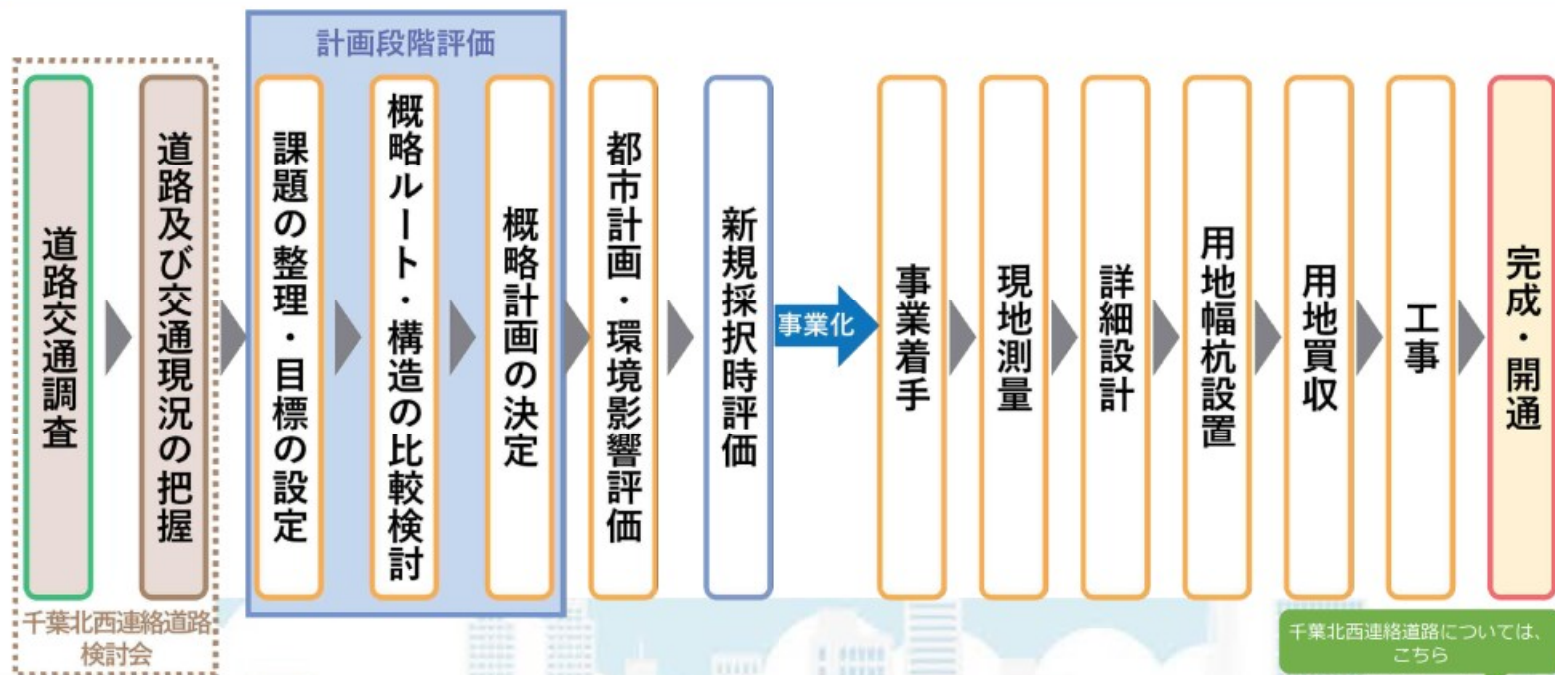 計画段階評価
道路交通調査
道路及び交通現況の把握
課題の整理・目標の設定
概略ルート・構造の比較検討
概略計画の決定
都市計画・環境影響評価
新規採択時評価
事業化
事業着手
現地測量
詳細設計
用地幅杭設置
用地買収
工事
完成・開通
千葉北西連絡道路
検討会
千葉北西連絡道路については、
こちら